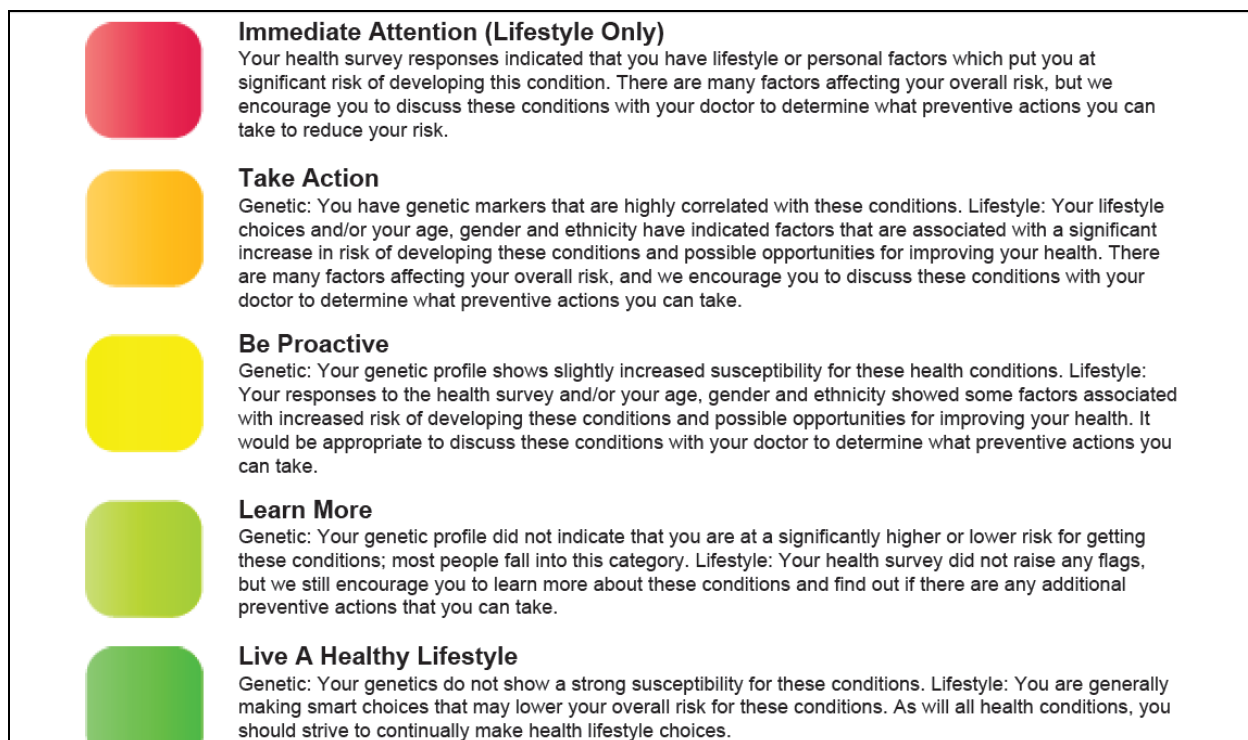 Immediate Attention (Lifestyle Only)
Your health survey responses indicated that you have lifestyle or personal factors which put you at
significant risk of developing this condition. There are many factors affecting your overall risk, but we
encourage you to discuss these conditions with your doctor to determine what preventive actions you can
take to reduce your risk.
Take Action
Genetic: You have genetic markers that are highly correlated with these conditions. Lifestyle: Your lifestyle
choices and/or your age, gender and ethnicity have indicated factors that are associated with a significant
increase in risk of developing these conditions and possible opportunities for improving your health. There
are many factors affecting your overall risk, and we encourage you to discuss these conditions with your
doctor to determine what preventive actions you can take.
Be Proactive
Genetic: Your genetic profile shows slightly increased susceptibility for these health conditions. Lifestyle:
Your responses to the health survey and/or your age, gender and ethnicity showed some factors associated
with increased risk of developing these conditions and possible opportunities for improving your health. It
would be appropriate to discuss these conditions with your doctor to determine what preventive actions you
can take.
Learn More
Genetic: Your genetic profile did not indicate that you are at a significantly higher or lower risk for getting
these conditions; most people fall into this category. Lifestyle: Your health survey did not raise any flags,
but we still encourage you to learn more about these conditions and find out if there are any additional
preventive actions that you can take.
Live A Healthy Lifestyle
Genetic: Your genetics do not show a strong susceptibility for these conditions. Lifestyle: You are generally
making smart choices that may lower your overall risk for these conditions. As will all health conditions, you
should strive to continually make health lifestyle choices.